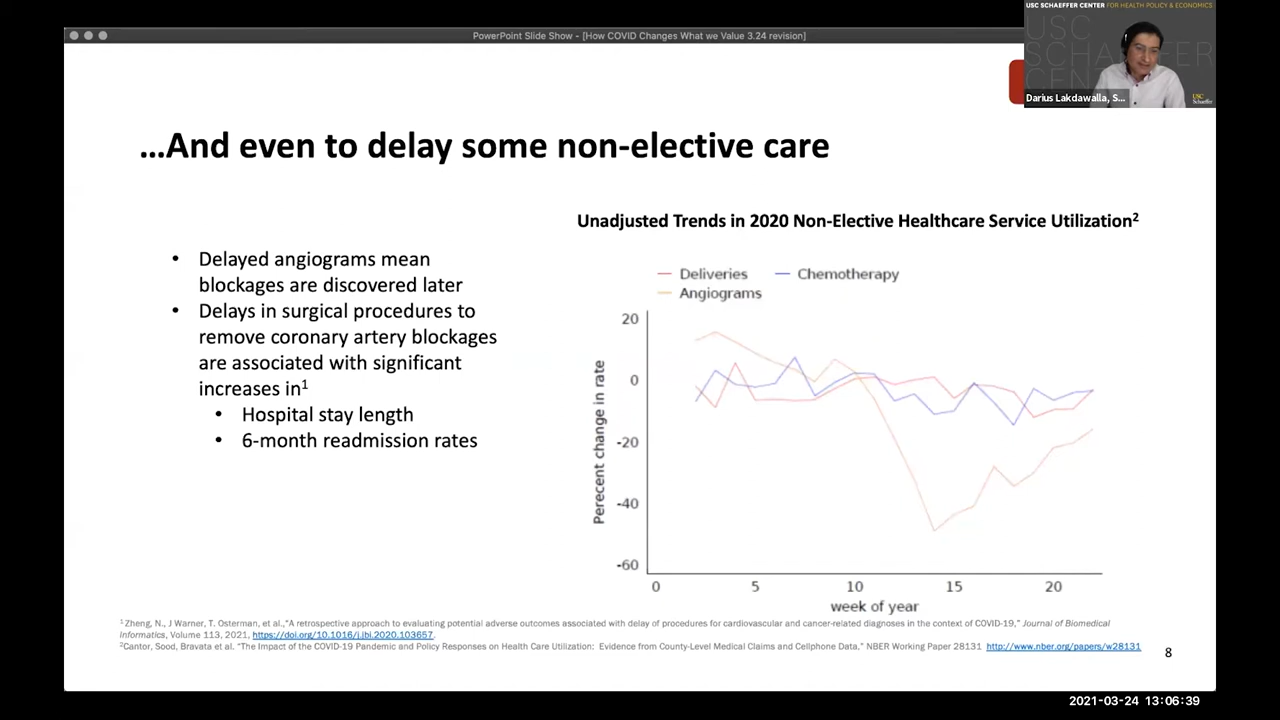 USC SCHAEFFER CENTER FOR HEALTH POLICY & ECONOMICS
PowerPoint Slide Show - [How COVID Changes What we Value 3.24 revision]
USC
SCHAEFFER
CENT
Darius Lakdawalla, S...
USC Schaeffer
...And even to delay some non-elective care
Unadjusted Trends in 2020 Non-Elective Healthcare Service Utilization2
• Delayed angiograms mean
blockages are discovered later
• Delays in surgical procedures to
remove coronary artery blockages
are associated with significant
increases in1
• Hospital stay length
• 6-month readmission rates
Deliveries
Chemotherapy
Angiograms
Perecent change in rate
20
0
-20
-40
-60
0
5
10
15
20
week of year
1 Zheng, N., J Warner, T. Osterman, et al.,"A retrospective approach to evaluating potential adverse outcomes associated with delay of procedures for cardiovascular and cancer-related diagnoses in the context of COVID-19," Journal of Biomedical
Informatics, Volume 113, 2021, https://doi.org/10.1016/j.jbi.2020.103657.
2Cantor, Sood, Bravata et al. "The Impact of the COVID-19 Pandemic and Policy Responses on Health Care Utilization: Evidence from County-Level Medical Claims and Cellphone Data," NBER Working Paper 28131 http://www.nber.org/papers/w28131
8
2021-03-24 13:06:39